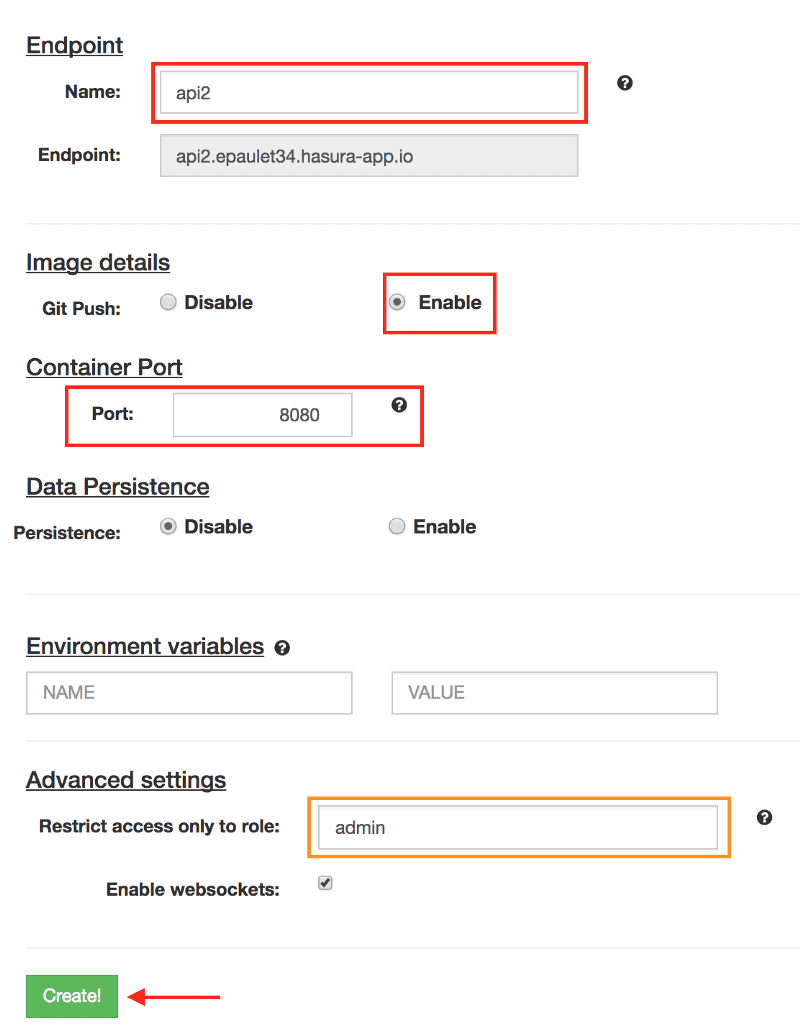 Endpoint
Name: api2 ?
Endpoint: api2.epaulet34.hasura-app.io
Image details
Git Push: Disable Enable
Container Port
Port: 8080 ?
Data Persistence
Persistence: Disable Enable
Environment variables ?
NAME VALUE
Advanced settings
Restrict access only to role: admin ?
Enable websockets:
Create!